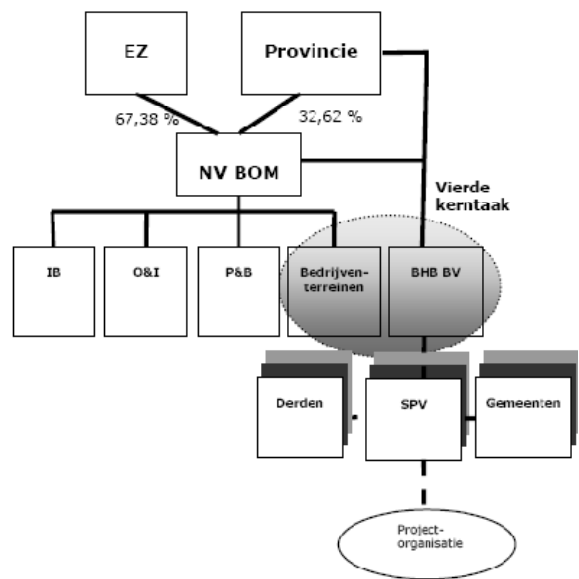 EZ
Provincie
67,38 %
32,62 %
NV BOM
Vierde
kerntaak
IB
O&I
P&B
Bedrijven-
terreinen
BHB BV
Derden
SPV
Gemeenten
Project-
organisatie